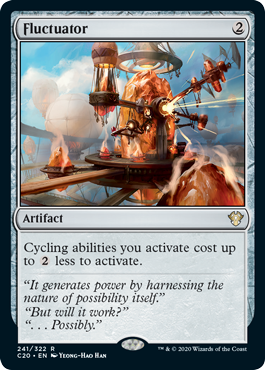 Fluctuator 2
Artifact
Cycling abilities you activate cost up
to 2 less to activate.
“It generates power by harnessing the
nature of possibility itself.”
“But will it work?”
“. . . Possibly.”
241/322 R
C20 • EN Yeong-Hao Han
™ & © 2020 Wizards of the Coast